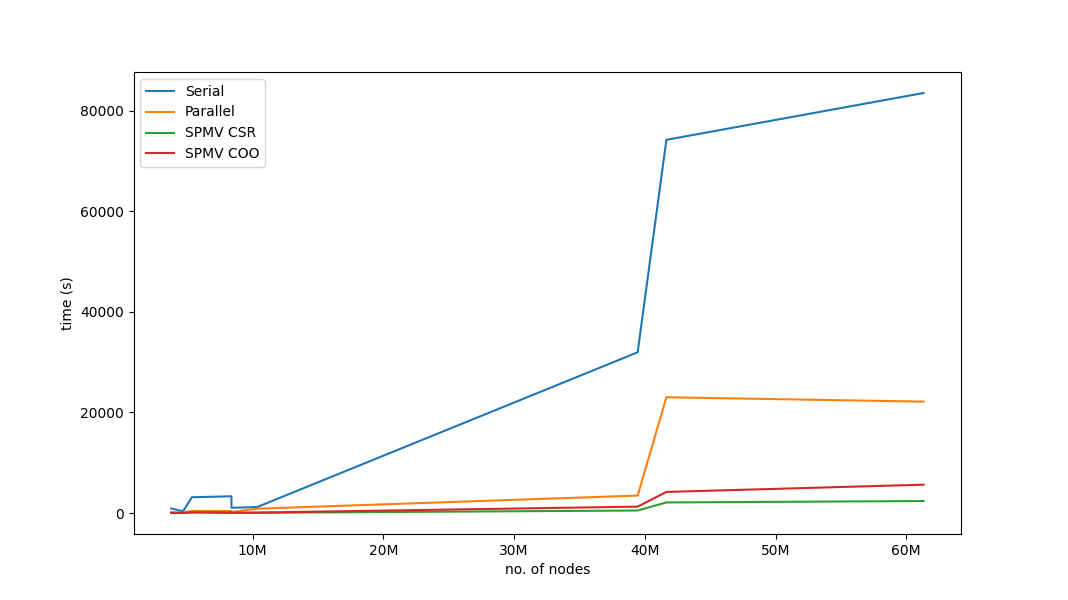 Serial
Parallel
SPMV CSR
SPMV COO
80000
60000
40000
20000
0
time (s)
10M 20M 30M 40M 50M 60M
no. of nodes